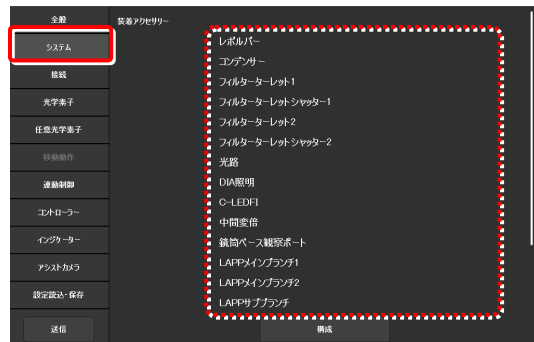 全般
システム
接続
光学素子
任意光学素子
移動動作
連動制御
コントローラー
インジケーター
アシストカメラ
設定読込・保存
送信
装着アクセサリー
レボルバー
コンデンサー
フィルターターレット1
フィルターターレットシャッター1
フィルターターレット2
フィルターターレットシャッター2
光路
DIA照明
C-LEDFI
中間変倍
鏡筒ベース観察ポート
LAPPメインブランチ1
LAPPメインブランチ2
LAPPサブブランチ
構成